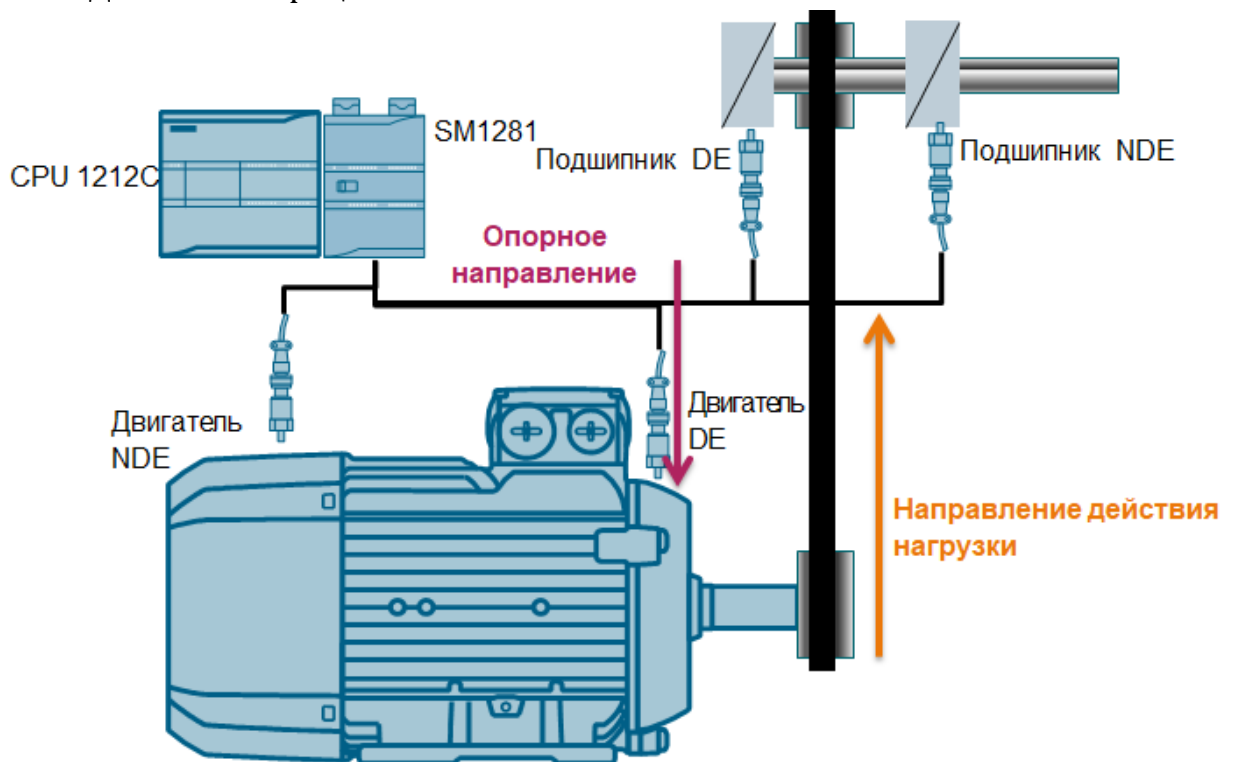 SM1281
CPU 1212C
Подшипник DE
Подшипник NDE
Опорное
направление
Двигатель
NDE
Двигатель
DE
Направление действия
нагрузки